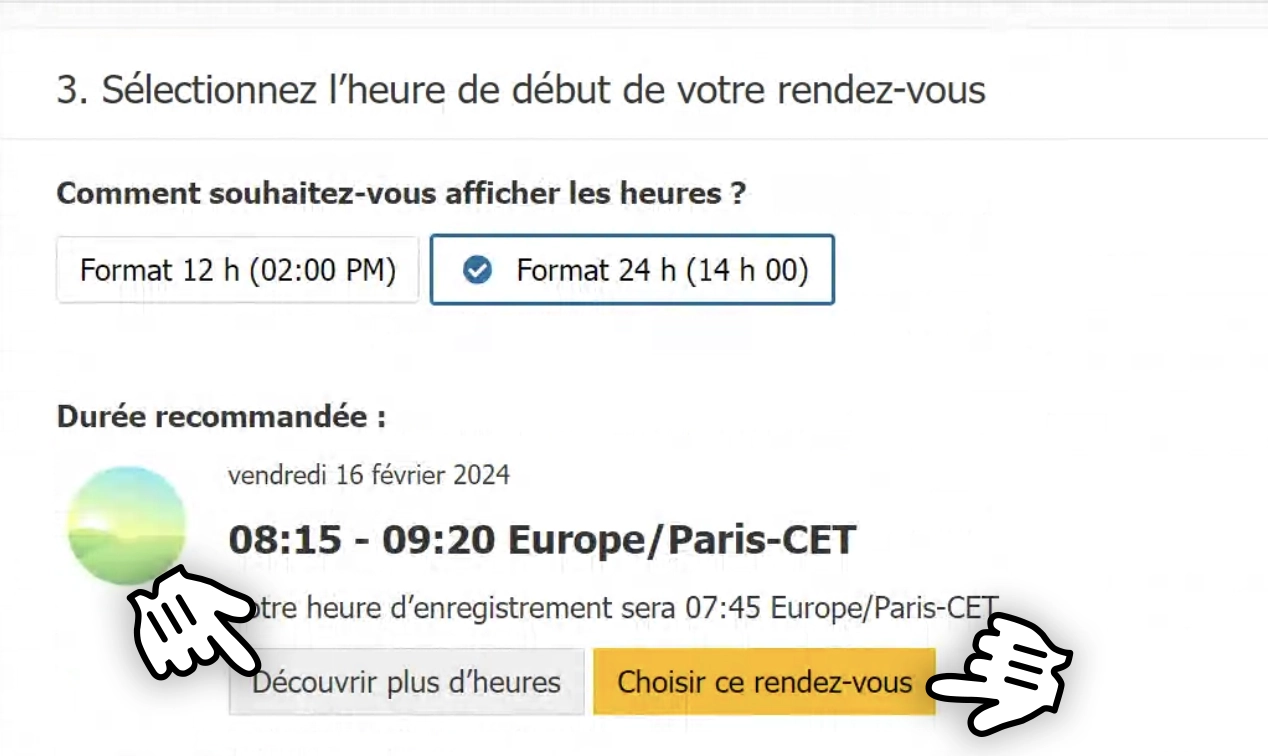 3. Sélectionnez l’heure de début de votre rendez-vous
Comment souhaitez-vous afficher les heures ?
Format 12 h (02:00 PM)
Format 24 h (14 h 00)
Durée recommandée :
vendredi 16 février 2024
08:15 - 09:20 Europe/Paris-CET
heure d’enregistrement sera 07:45 Europe/Paris-CET
Découvrir plus d’heures
Choisir ce rendez-vous